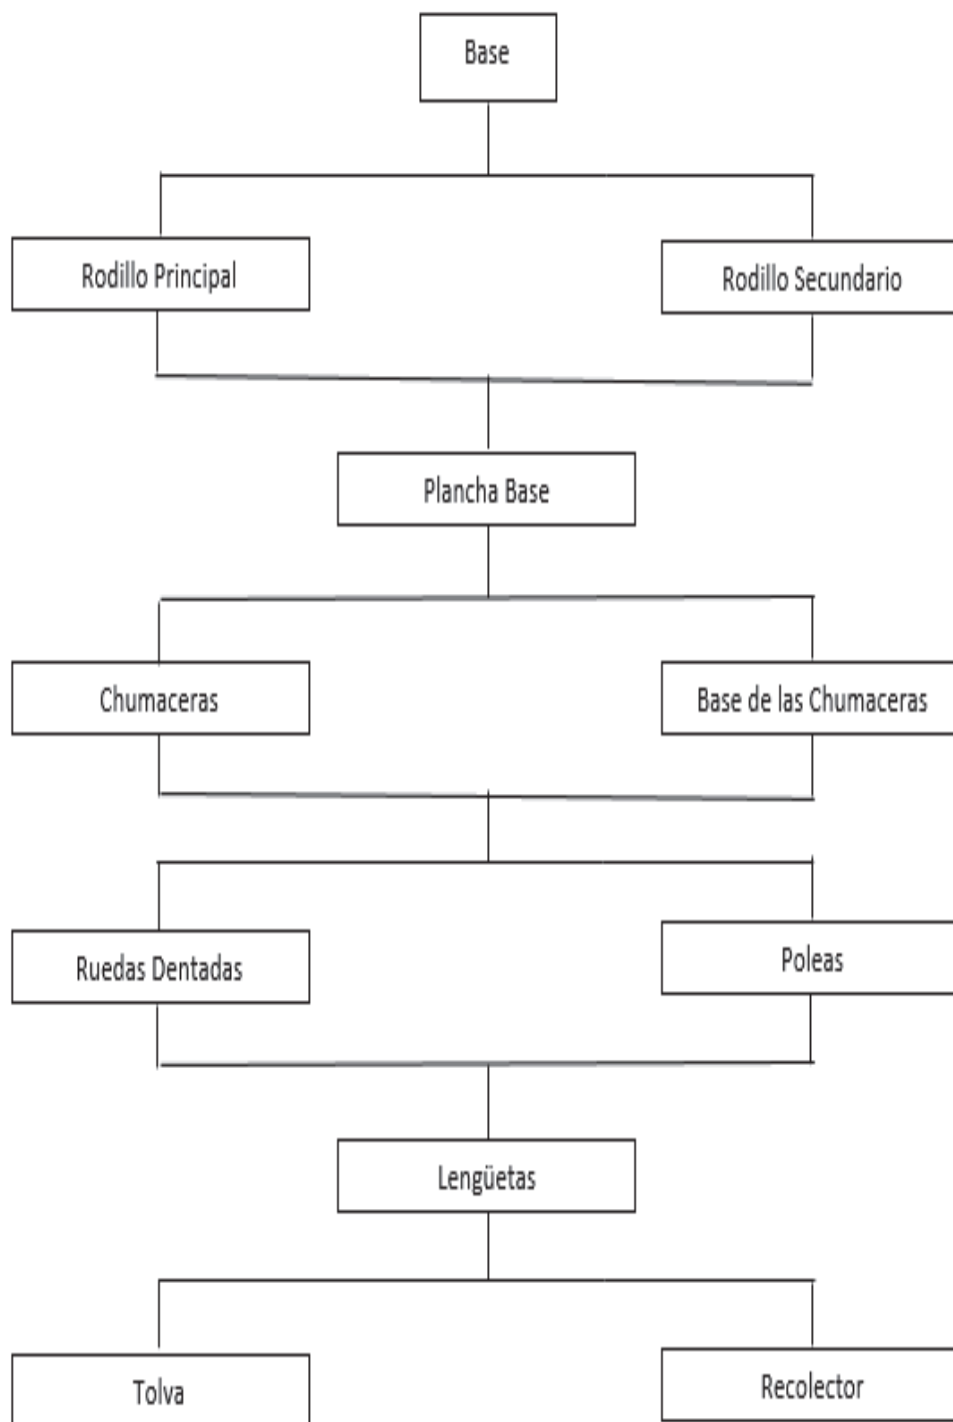 Base
Rodillo Principal
Rodillo Secundario
Plancha Base
Chumaceras
Base de las Chumaceras
Ruedas Dentadas
Poleas
Lengüetas
Tolva
Recolector